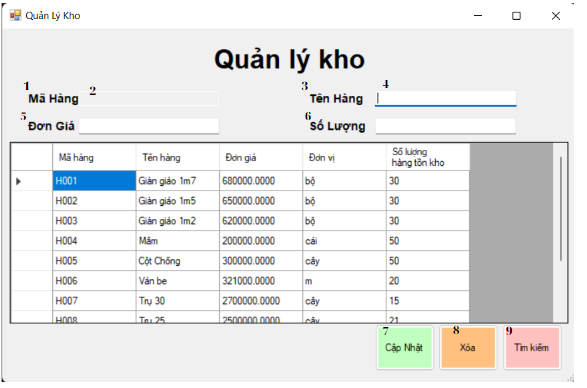 Quản Lý Kho
Quản lý kho
1 Mã Hàng 2
3 Tên Hàng 4
5 Đơn Giá
6 Số Lượng
Mã hàng Tên hàng Đơn giá Đơn vị Số lượng hàng tồn kho
H001 Giàn giáo 1m7 680000.0000 bộ 30
H002 Giàn giáo 1m5 650000.0000 bộ 30
H003 Giàn giáo 1m2 620000.0000 bộ 30
H004 Mâm 200000.0000 cái 50
H005 Cột Chống 300000.0000 cây 50
H006 Ván be 321000.0000 m 20
H007 Trụ 30 2700000.0000 cây 15
H008 Trụ 25 2500000.0000 cây 21
7 Cập Nhật 8 Xóa 9 Tìm kiếm